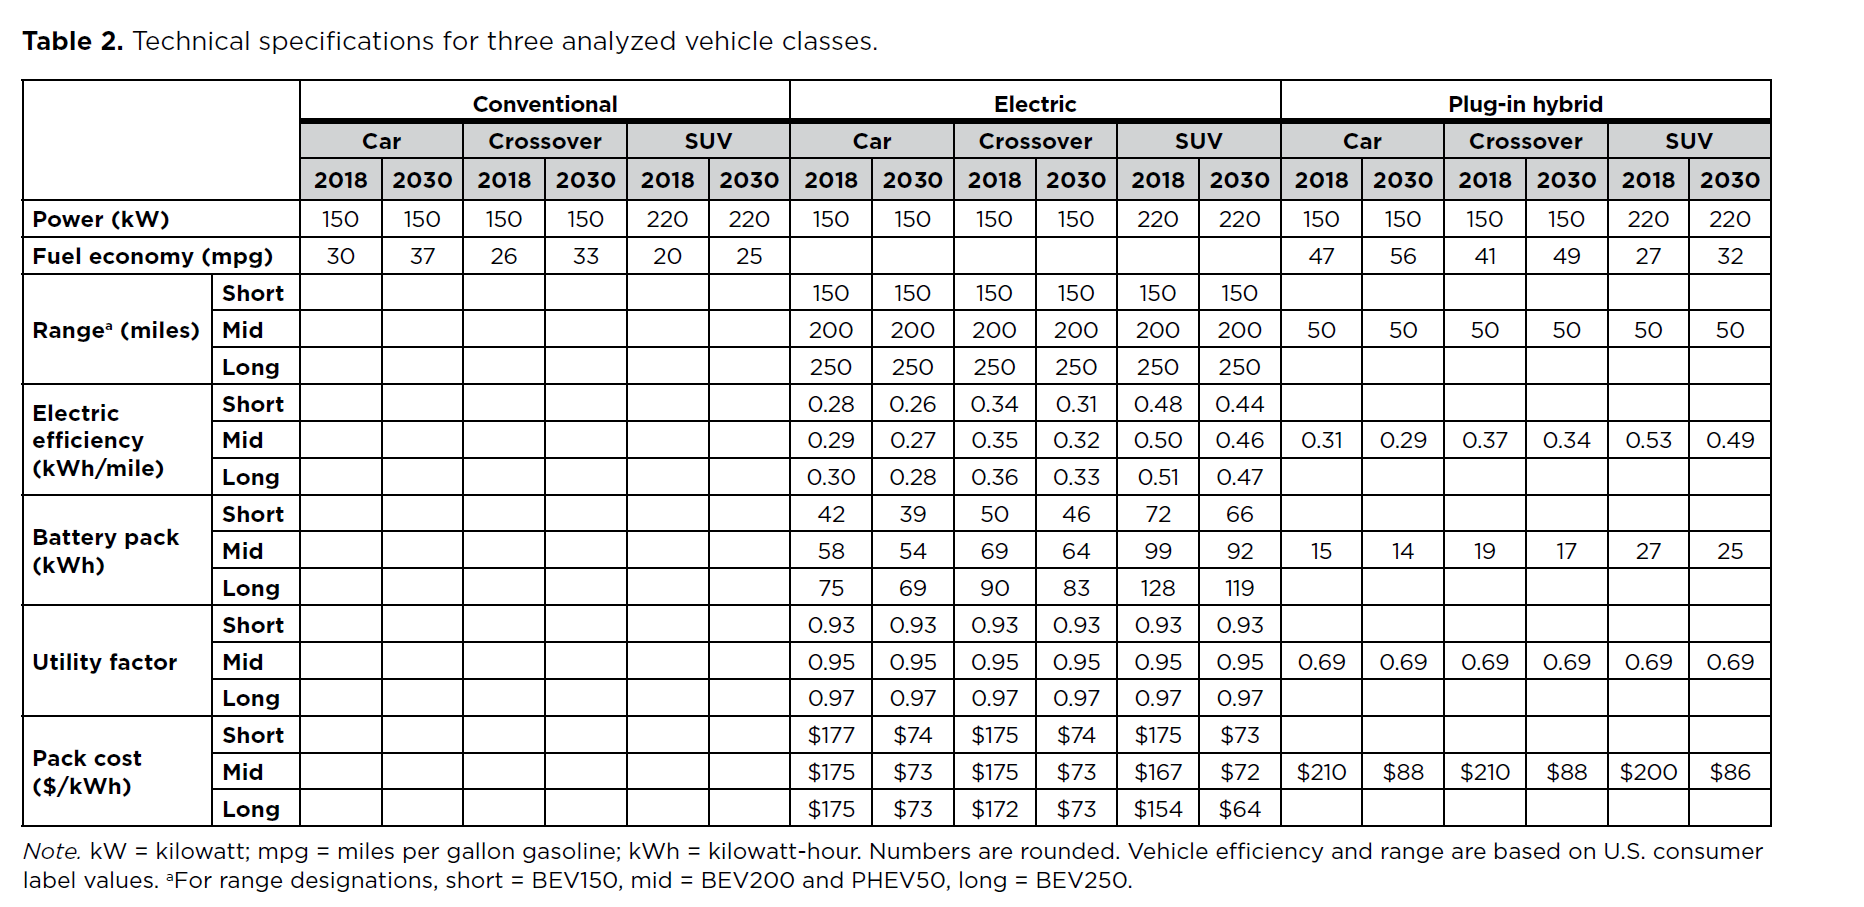 Table 2. Technical specifications for three analyzed vehicle classes.
Conventional Electric Plug-in hybrid
Car Crossover SUV Car Crossover SUV Car Crossover SUV
2018 2030 2018 2030 2018 2030 2018 2030 2018 2030 2018 2030 2018 2030 2018 2030 2018 2030
Power (kW) 150 150 150 150 220 220 150 150 150 150 220 220 150 150 150 150 220 220
Fuel economy (mpg) 30 37 26 33 20 25 47 56 41 49 27 32
Rangeᵃ (miles)
Short 150 150 150 150 150 150
Mid 200 200 200 200 200 200 50 50 50 50 50 50
Long 250 250 250 250 250 250
Electric
efficiency
(kWh/mile)
Short 0.28 0.26 0.34 0.31 0.48 0.44
Mid 0.29 0.27 0.35 0.32 0.50 0.46 0.31 0.29 0.37 0.34 0.53 0.49
Long 0.30 0.28 0.36 0.33 0.51 0.47
Battery pack
(kWh)
Short 42 39 50 46 72 66
Mid 58 54 69 64 99 92 15 14 19 17 27 25
Long 75 69 90 83 128 119
Utility factor
Short 0.93 0.93 0.93 0.93 0.93 0.93
Mid 0.95 0.95 0.95 0.95 0.95 0.95 0.69 0.69 0.69 0.69 0.69 0.69
Long 0.97 0.97 0.97 0.97 0.97 0.97
Pack cost
($/kWh)
Short $177 $74 $175 $74 $175 $73
Mid $175 $73 $175 $73 $167 $72 $210 $88 $210 $88 $200 $86
Long $175 $73 $172 $73 $154 $64
Note. kW = kilowatt; mpg = miles per gallon gasoline; kWh = kilowatt-hour. Numbers are rounded. Vehicle efficiency and range are based on U.S. consumer
label values. ᵃFor range designations, short = BEV150, mid = BEV200 and PHEV50, long = BEV250.